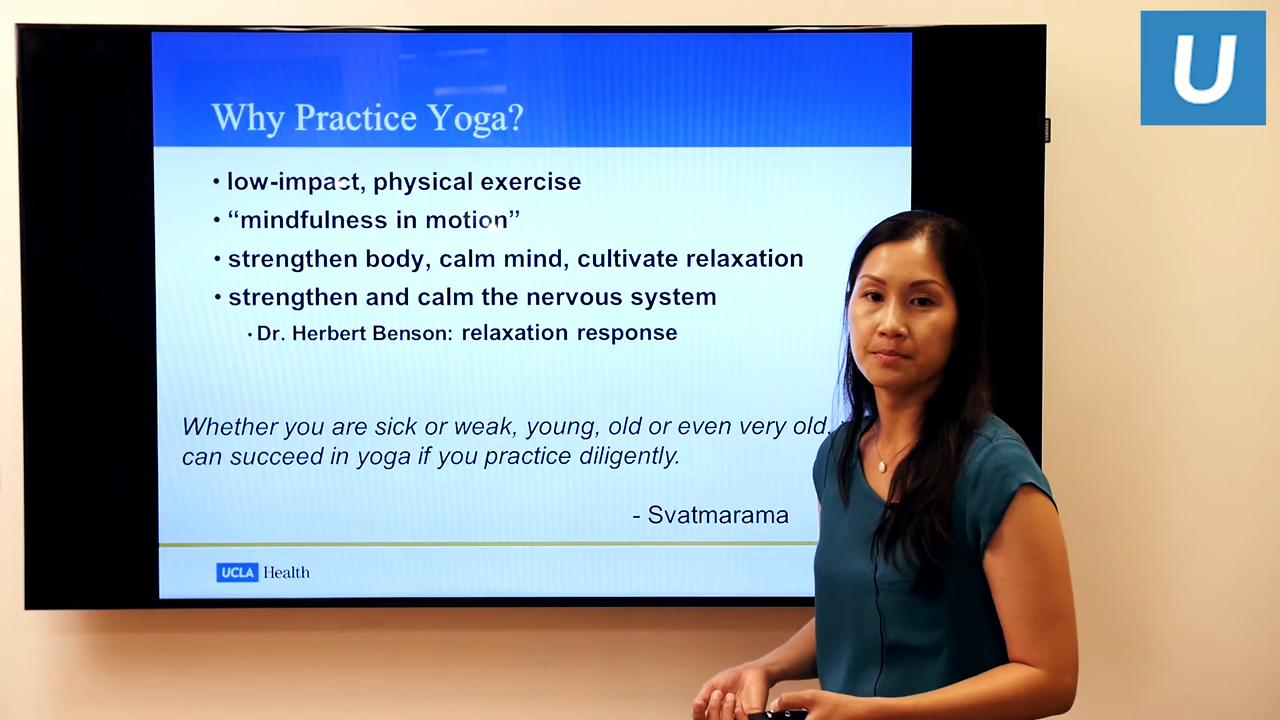 U
Why Practice Yoga?
• low-impact, physical exercise
• “mindfulness in motion”
• strengthen body, calm mind, cultivate relaxation
• strengthen and calm the nervous system
• Dr. Herbert Benson: relaxation response
Whether you are sick or weak, young, old or even very old,
can succeed in yoga if you practice diligently.
- Svatmarama
UCLA Health